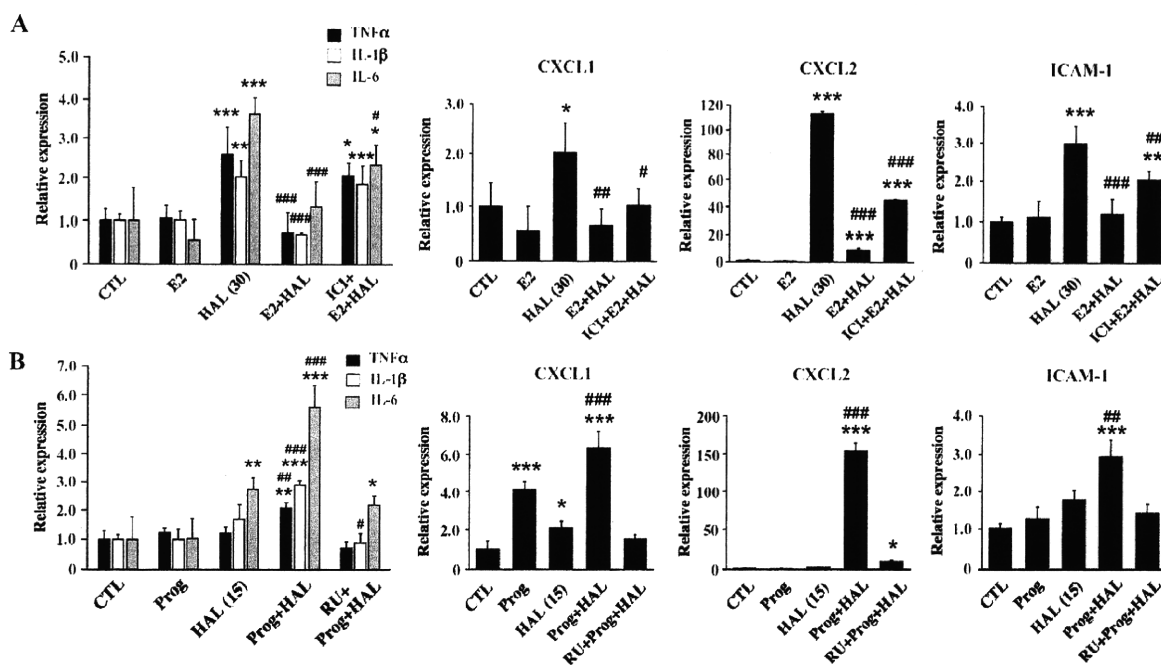 A
TNFα
IL-1β
IL-6
Relative expression
5.0
4.0
3.0
2.0
1.0
0
***
**
***
###
###
###
*
***
#
*
CTL
E2
HAL (30)
E2+HAL
ICI+
E2+HAL
CXCL1
Relative expression
3.0
2.0
1.0
0.0
*
##
#
CTL
E2
HAL (30)
E2+HAL
ICI+E2+HAL
CXCL2
Relative expression
120
100
80
60
40
20
0
***
###
***
###
***
CTL
E2
HAL (30)
E2+HAL
ICI+E2+HAL
ICAM-1
Relative expression
4.0
3.0
2.0
1.0
0
***
###
##
**
CTL
E2
HAL (30)
E2+HAL
ICI+E2+HAL
B
TNFα
IL-1β
IL-6
Relative expression
7.0
6.0
5.0
4.0
3.0
2.0
1.0
0
**
##
**
###
***
###
***
#
*
CTL
Prog
HAL (15)
Prog+HAL
RU+
Prog+HAL
CXCL1
Relative expression
8.0
6.0
4.0
2.0
0
***
*
###
***
CTL
Prog
HAL (15)
Prog+HAL
RU+Prog+HAL
CXCL2
Relative expression
200
150
100
50
0
###
***
*
CTL
Prog
HAL (15)
Prog+HAL
RU+Prog+HAL
ICAM-1
Relative expression
4.0
3.0
2.0
1.0
0
##
***
CTL
Prog
HAL (15)
Prog+HAL
RU+Prog+HAL